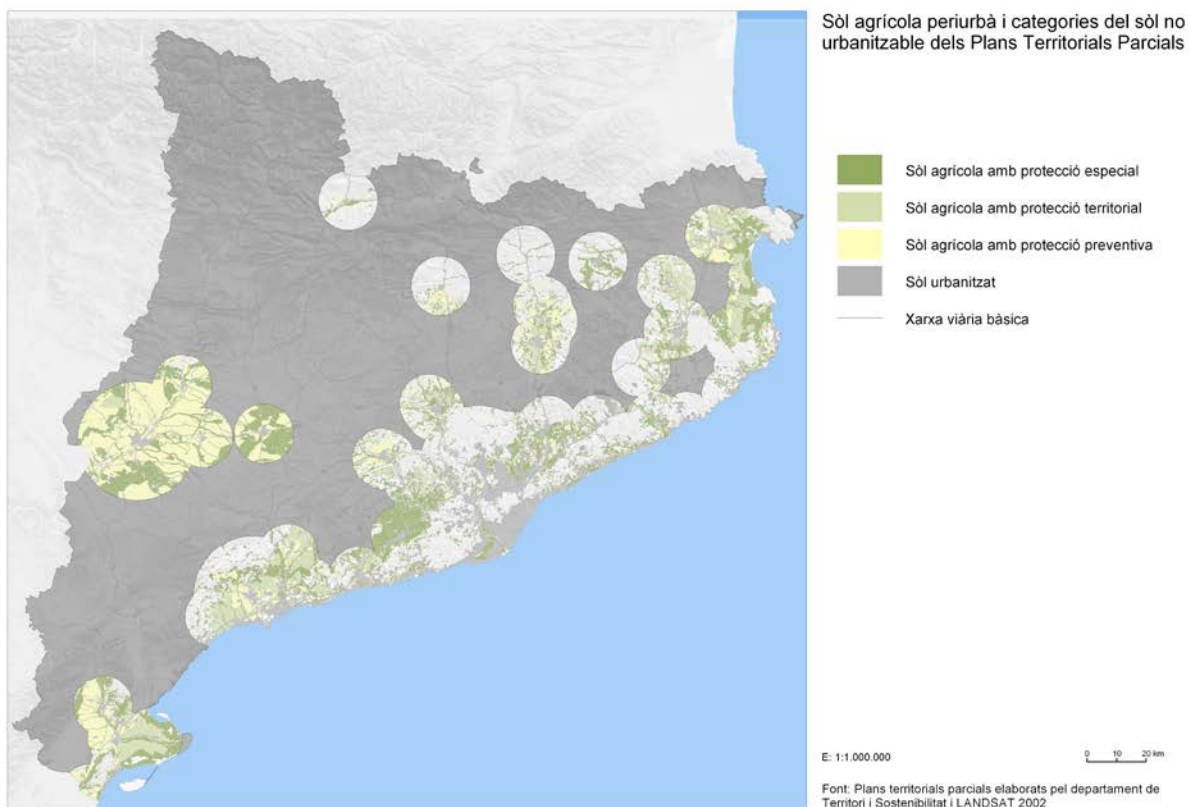 Sòl agrícola periurbà i categories del sòl no
urbanitzable dels Plans Territorials Parcials
Sòl agrícola amb protecció especial
Sòl agrícola amb protecció territorial
Sòl agrícola amb protecció preventiva
Sòl urbanitzat
Xarxa viària bàsica
E: 1:1.000.000
0 10 20 km
Font: Plans territorials parcials elaborats pel departament de
Territori i Sostenibilitat i LANDSAT 2002